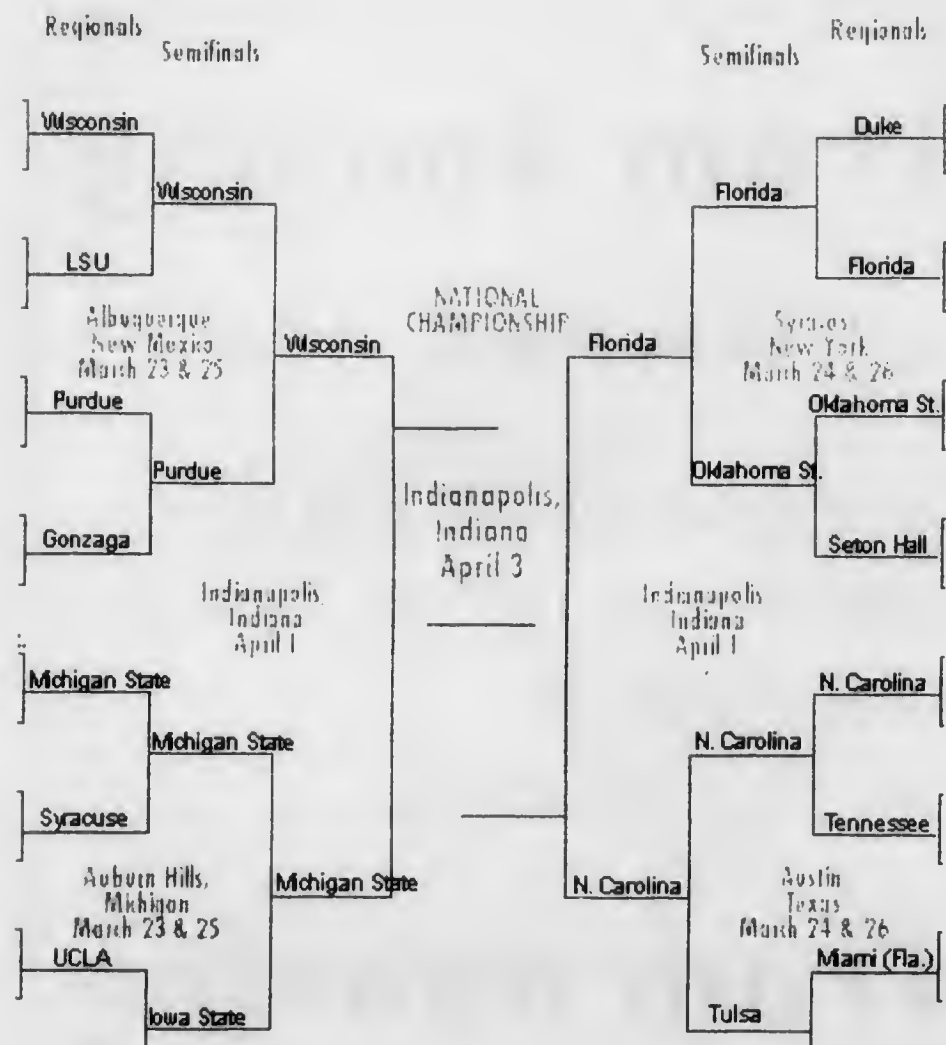 Regionals
Semifinals
Wisconsin
Wisconsin
LSU
Albuquerque
New Mexico
March 23 & 25
Wisconsin
Purdue
Purdue
Gonzaga
Indianapolis,
Indiana
April 1
Michigan State
Michigan State
Syracuse
Auburn Hills,
Michigan
March 23 & 25
Michigan State
UCLA
Iowa State
NATIONAL
CHAMPIONSHIP
Indianapolis,
Indiana
April 3
Semifinals
Regionals
Duke
Florida
Florida
Syracuse
New York
March 24 & 26
Florida
Oklahoma St.
Oklahoma St.
Seton Hall
Indianapolis
Indiana
April 1
N. Carolina
N. Carolina
Tennessee
Austin
Texas
March 24 & 26
N. Carolina
Miami (Fla.)
Tulsa